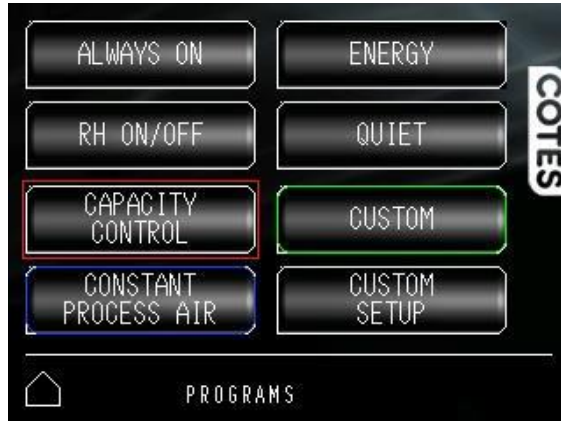 ALWAYS ON
ENERGY
RH ON/OFF
QUIET
CAPACITY
CONTROL
CUSTOM
CONSTANT
PROCESS AIR
CUSTOM
SETUP
PROGRAMS
COTES